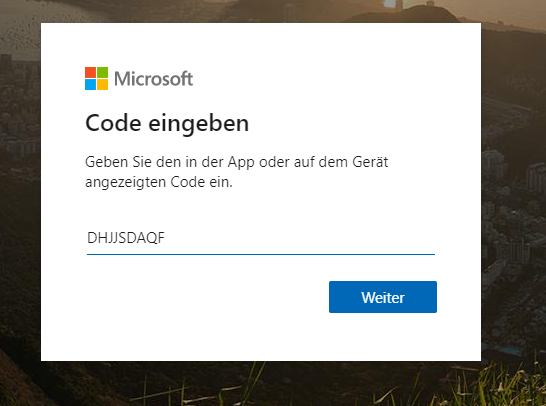 Microsoft
Code eingeben
Geben Sie den in der App oder auf dem Gerät
angezeigten Code ein.
DHJJSDAQF
Weiter